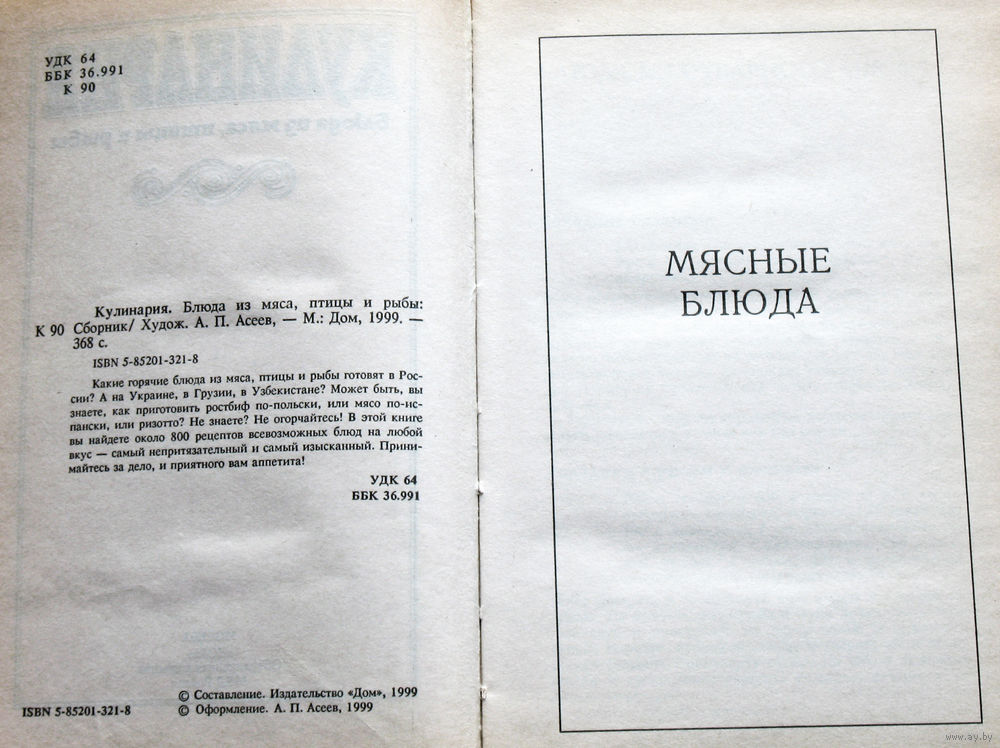 УДК 64
ББК 36.991
К 90
Кулинария. Блюда из мяса, птицы и рыбы:
К 90 Сборник/ Худож. А. П. Асеев, — М.: Дом, 1999. —
368 с.
ISBN 5-85201-321-8
Какие горячие блюда из мяса, птицы и рыбы готовят в Рос-
сии? А на Украине, в Грузии, в Узбекистане? Может быть, вы
знаете, как приготовить ростбиф по-польски, или мясо по-ис-
пански, или ризотто? Не знаете? Не огорчайтесь! В этой книге
вы найдете около 800 рецептов всевозможных блюд на любой
вкус — самый непритязательный и самый изысканный. Прини-
майтесь за дело, и приятного вам аппетита!
УДК 64
ББК 36.991
© Составление. Издательство «Дом», 1999
ISBN 5-85201-321-8 © Оформление. А. П. Асеев, 1999
МЯСНЫЕ
БЛЮДА
www.ay.by